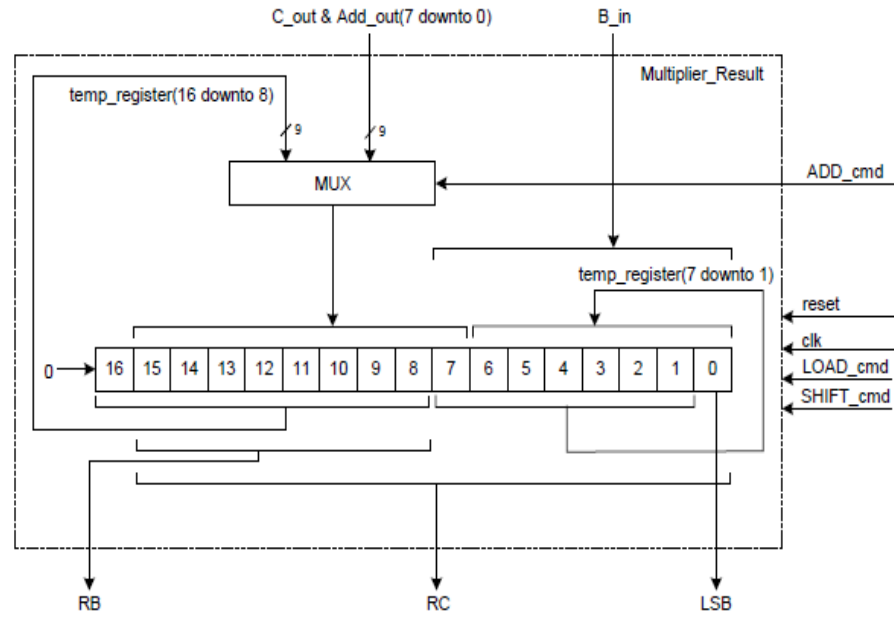 C_out & Add_out(7 downto 0)
B_in
Multiplier_Result
temp_register(16 downto 8)
9
9
MUX
ADD_cmd
temp_register(7 downto 1)
reset
clk
LOAD_cmd
SHIFT_cmd
0
16 15 14 13 12 11 10 9 8 7 6 5 4 3 2 1 0
RB
RC
LSB